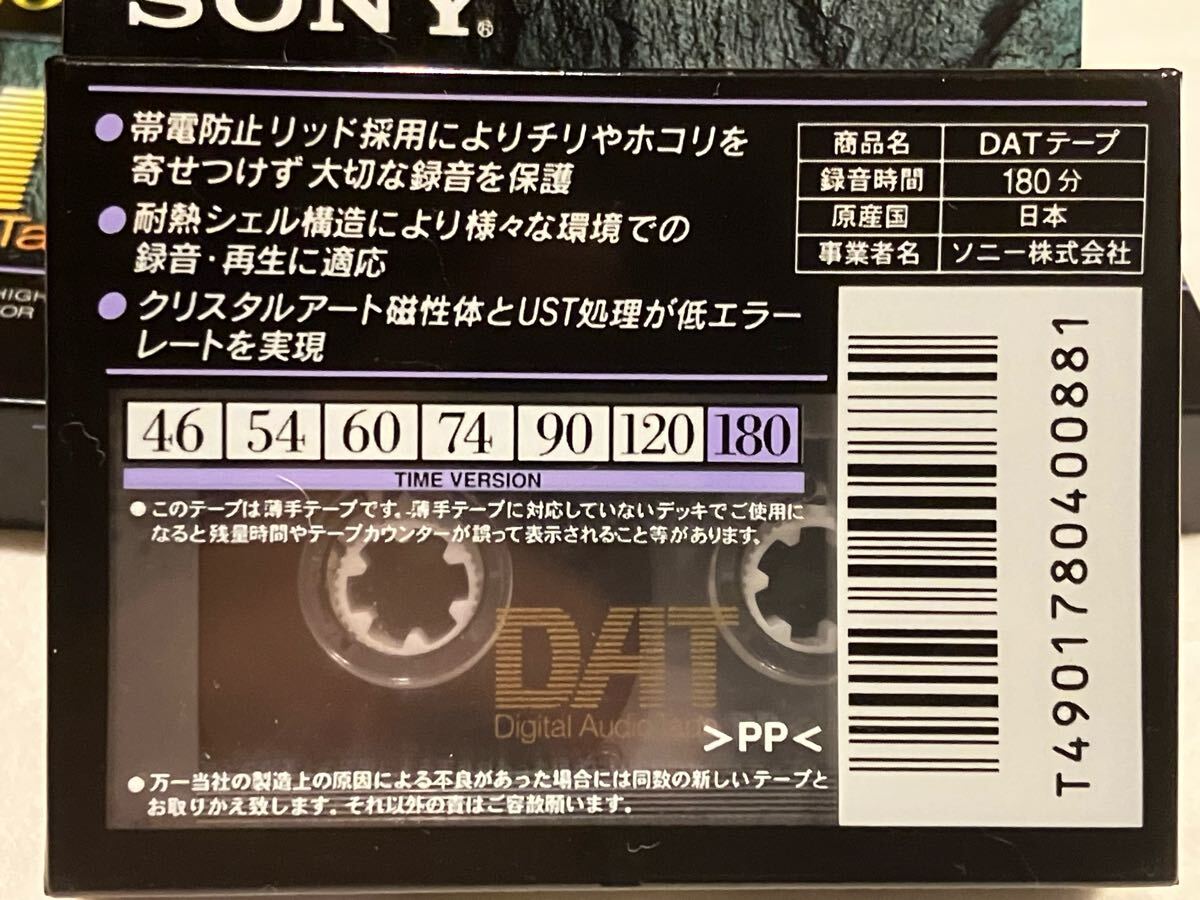 SONY®
●帯電防止リッド採用によりチリやホコリを
寄せつけず大切な録音を保護
●耐熱シェル構造により様々な環境での
録音・再生に適応
●クリスタルアート磁性体とUST処理が低エラー
レートを実現
商品名 DATテープ
録音時間 180分
原産国 日本
事業者名 ソニー株式会社
46 54 60 74 90 120 180
TIME VERSION
●このテープは薄手テープです。薄手テープに対応していないデッキでご使用に
なると残量時間やテープカウンターが誤って表示されること等があります。
DAT
Digital Audio Tape
>PP<
●万一当社の製造上の原因による不良があった場合には同数の新しいテープと
お取りかえ致します。それ以外の責はご容赦願います。
T4901780400881
Ta
HIGH
OR